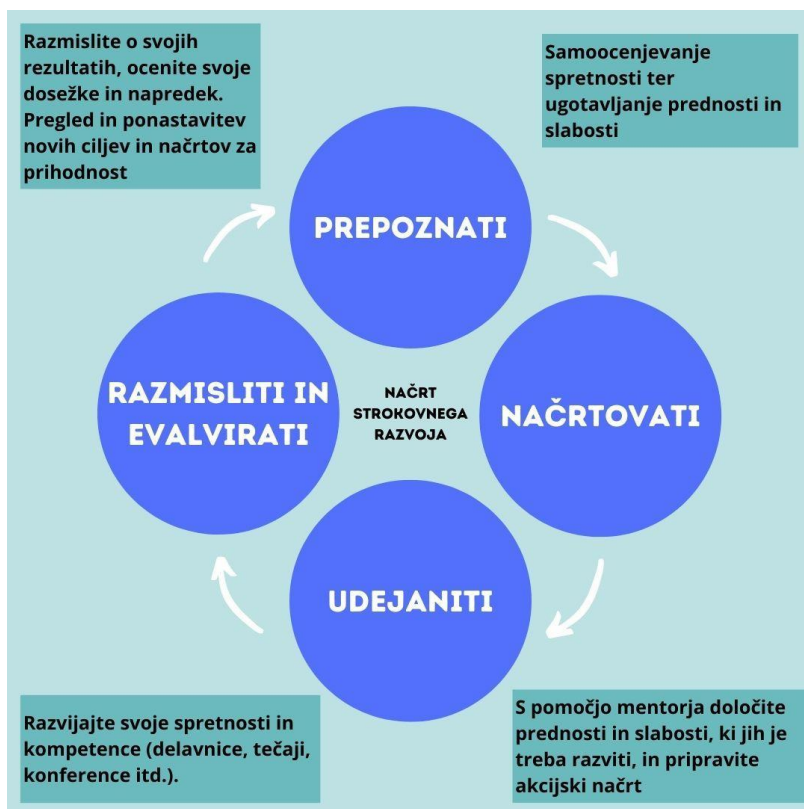 Razmislite o svojih
rezultatih, ocenite svoje
dosežke in napredek.
Pregled in ponastavitev
novih ciljev in načrtov za
prihodnost
Samoocenjevanje
spretnosti ter
ugotavljanje prednosti in
slabosti
PREPOZNATI
RAZMISLITI IN
EVALVIRATI
NAČRT
STROKOVNEGA
RAZVOJA
NAČRTOVATI
UDEJANITI
Razvijajte svoje spretnosti in
kompetence (delavnice, tečaji,
konference itd.).
S pomočjo mentorja določite
prednosti in slabosti, ki jih je
treba razviti, in pripravite
akcijski načrt